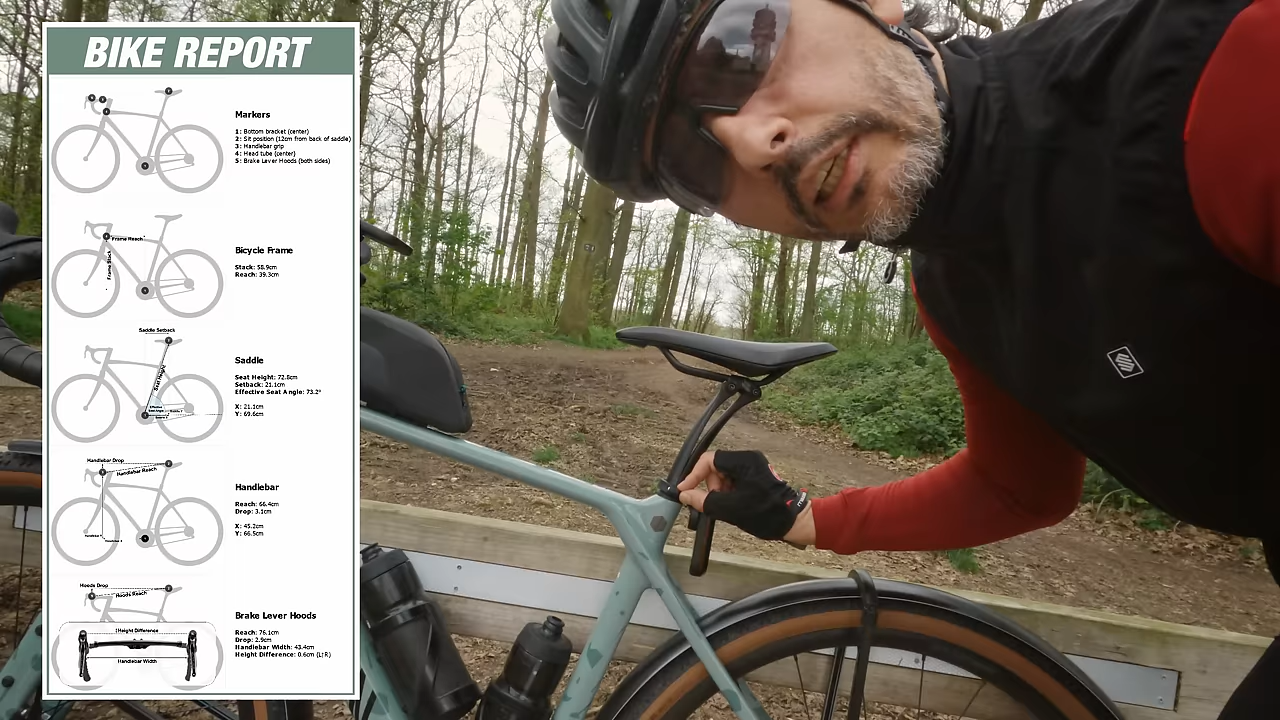 BIKE REPORT
Markers
1: Bottom bracket (center)
2: Sit position (12cm from back of saddle)
3: Handlebar grip
4: Head tube (center)
5: Brake Lever Hoods (both sides)
Frame Reach
Frame Stack
Bicycle Frame
Stack: 58.9cm
Reach: 39.3cm
Saddle Setback
Seat Height
Saddle
Seat Height: 72.8cm
Setback: 21.1cm
Effective Seat Angle: 73.2°
X: 21.1cm
Y: 69.6cm
Handlebar Drop
Handlebar Reach
Handlebar
Reach: 66.4cm
Drop: 3.1cm
X: 45.2cm
Y: 66.5cm
Hoods Drop
Hoods Reach
Height Difference
Handlebar Width
Brake Lever Hoods
Reach: 76.1cm
Drop: 2.9cm
Handlebar Width: 43.4cm
Height Difference: 0.6cm (L↑R)